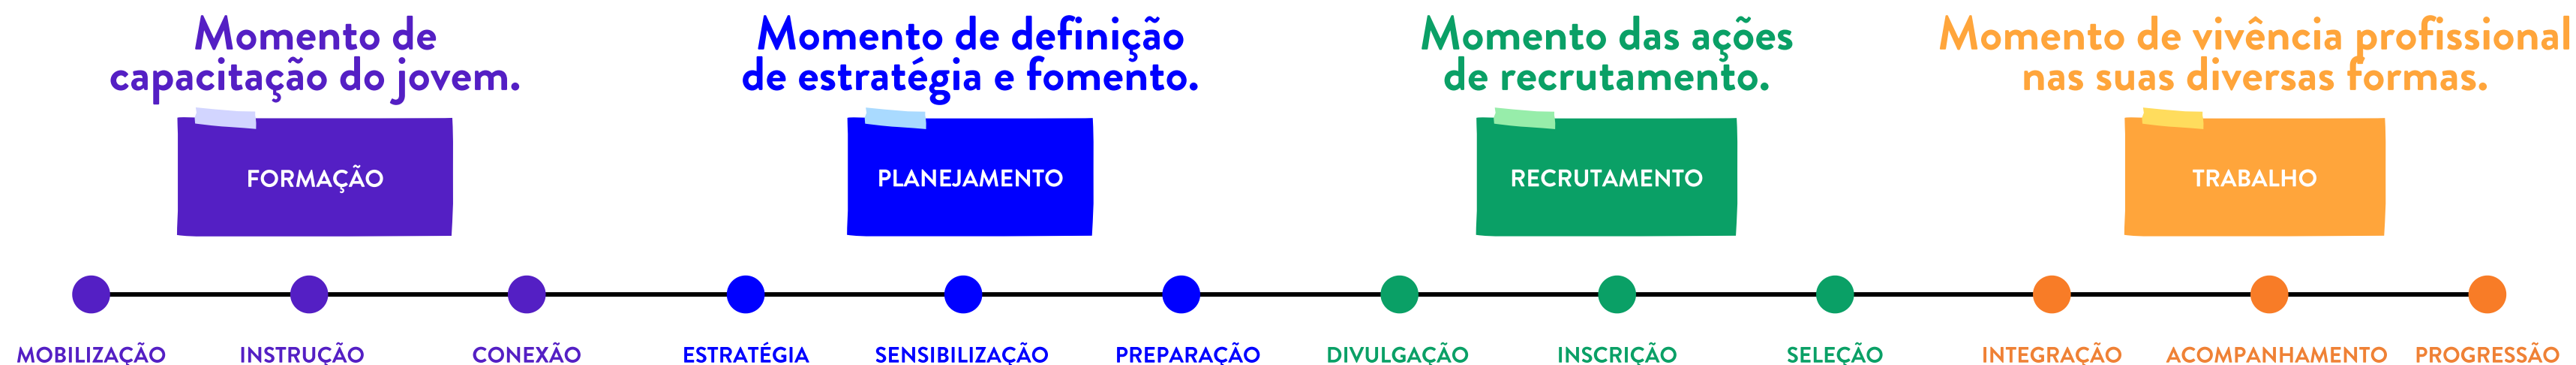 Momento de
capacitação do jovem.
Momento de definição
de estratégia e fomento.
Momento das ações
de recrutamento.
Momento de vivência profissional
nas suas diversas formas.
FORMAÇÃO
PLANEJAMENTO
RECRUTAMENTO
TRABALHO
MOBILIZAÇÃO
INSTRUÇÃO
CONEXÃO
ESTRATÉGIA
SENSIBILIZAÇÃO
PREPARAÇÃO
DIVULGAÇÃO
INSCRIÇÃO
SELEÇÃO
INTEGRAÇÃO
ACOMPANHAMENTO
PROGRESSÃO